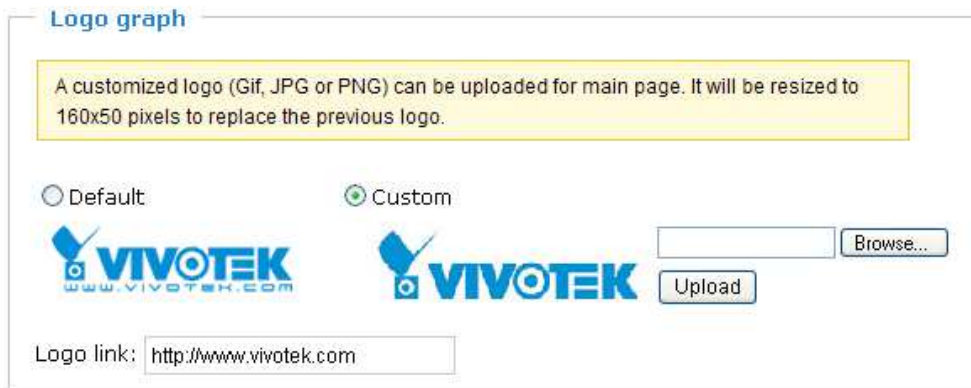 Logo graph
A customized logo (Gif, JPG or PNG) can be uploaded for main page. It will be resized to
160x50 pixels to replace the previous logo.
Default
Custom
VIVOTEK
www.vivotek.com
VIVOTEK
Browse...
Upload
Logo link: http://www.vivotek.com